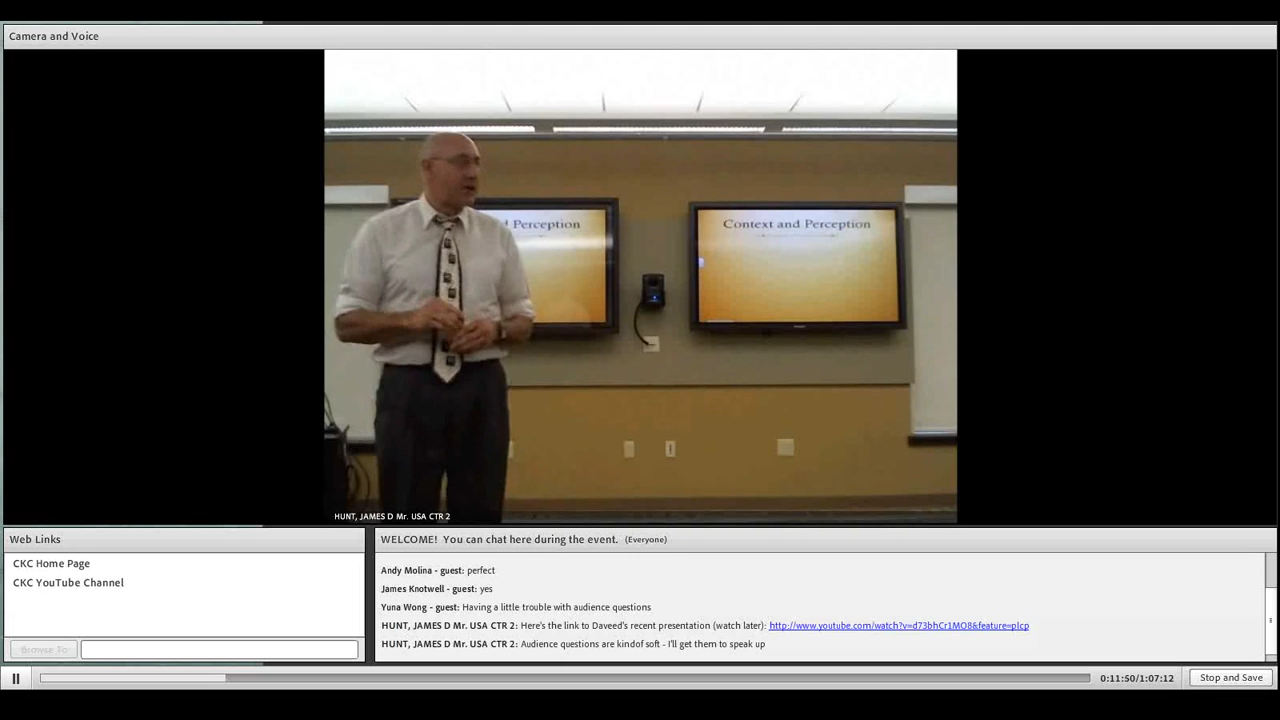 Camera and Voice
d Perception
Context and Perception
HUNT, JAMES D Mr. USA CTR 2
Web Links
CKC Home Page
CKC YouTube Channel
Browse To
WELCOME! You can chat here during the event. (Everyone)
Andy Molina - guest: perfect
James Knotwell - guest: yes
Yuna Wong - guest: Having a little trouble with audience questions
HUNT, JAMES D Mr. USA CTR 2: Here's the link to Daveed's recent presentation (watch later): http://www.youtube.com/watch?v=d73bhCr1MO8&feature=plcp
HUNT, JAMES D Mr. USA CTR 2: Audience questions are kindof soft - I'll get them to speak up
0:11:50/1:07:12
Stop and Save